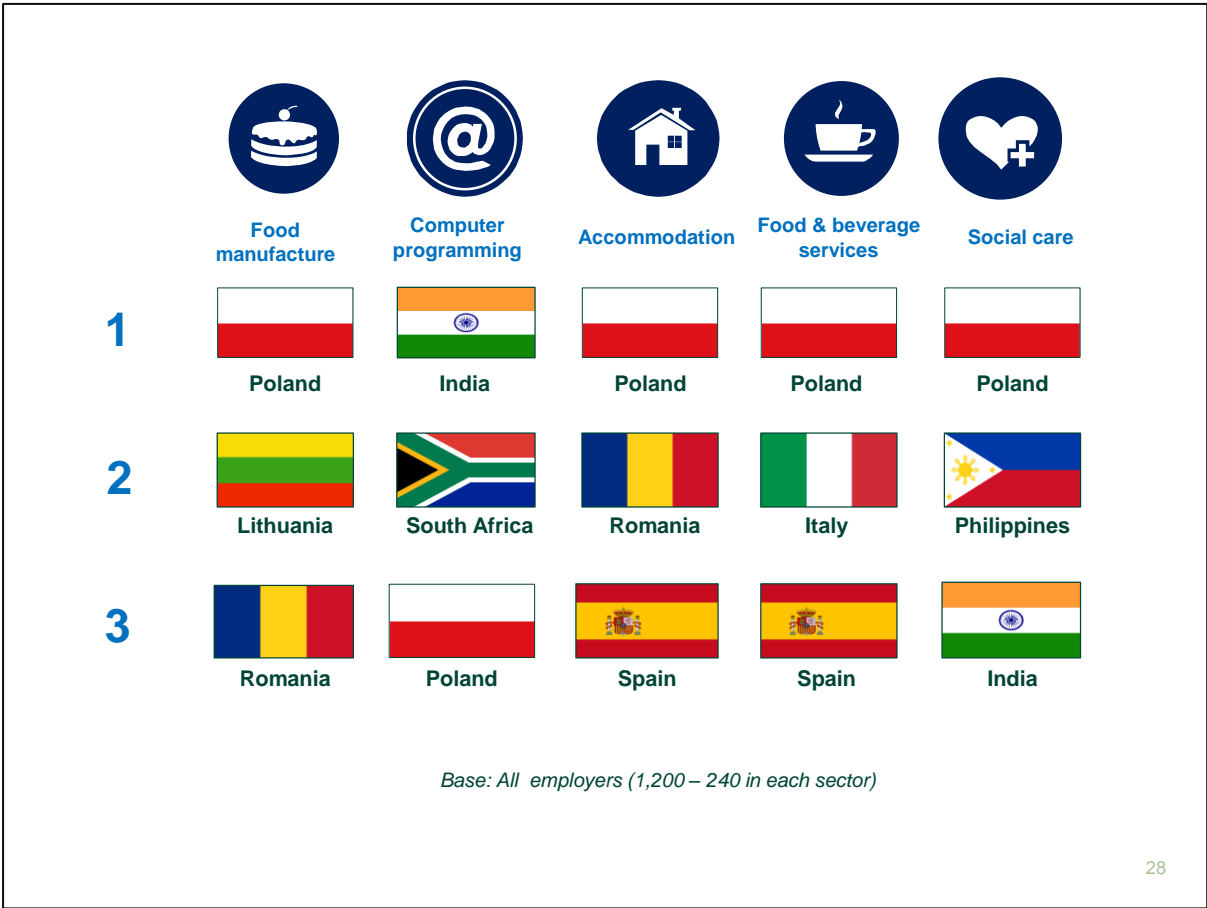 @
Food
manufacture
Computer
programming
Accommodation
Food & beverage
services
Social care
1
Poland
India
Poland
Poland
Poland
2
Lithuania
South Africa
Romania
Italy
Philippines
3
Romania
Poland
Spain
Spain
India
Base: All employers (1,200 – 240 in each sector)
28